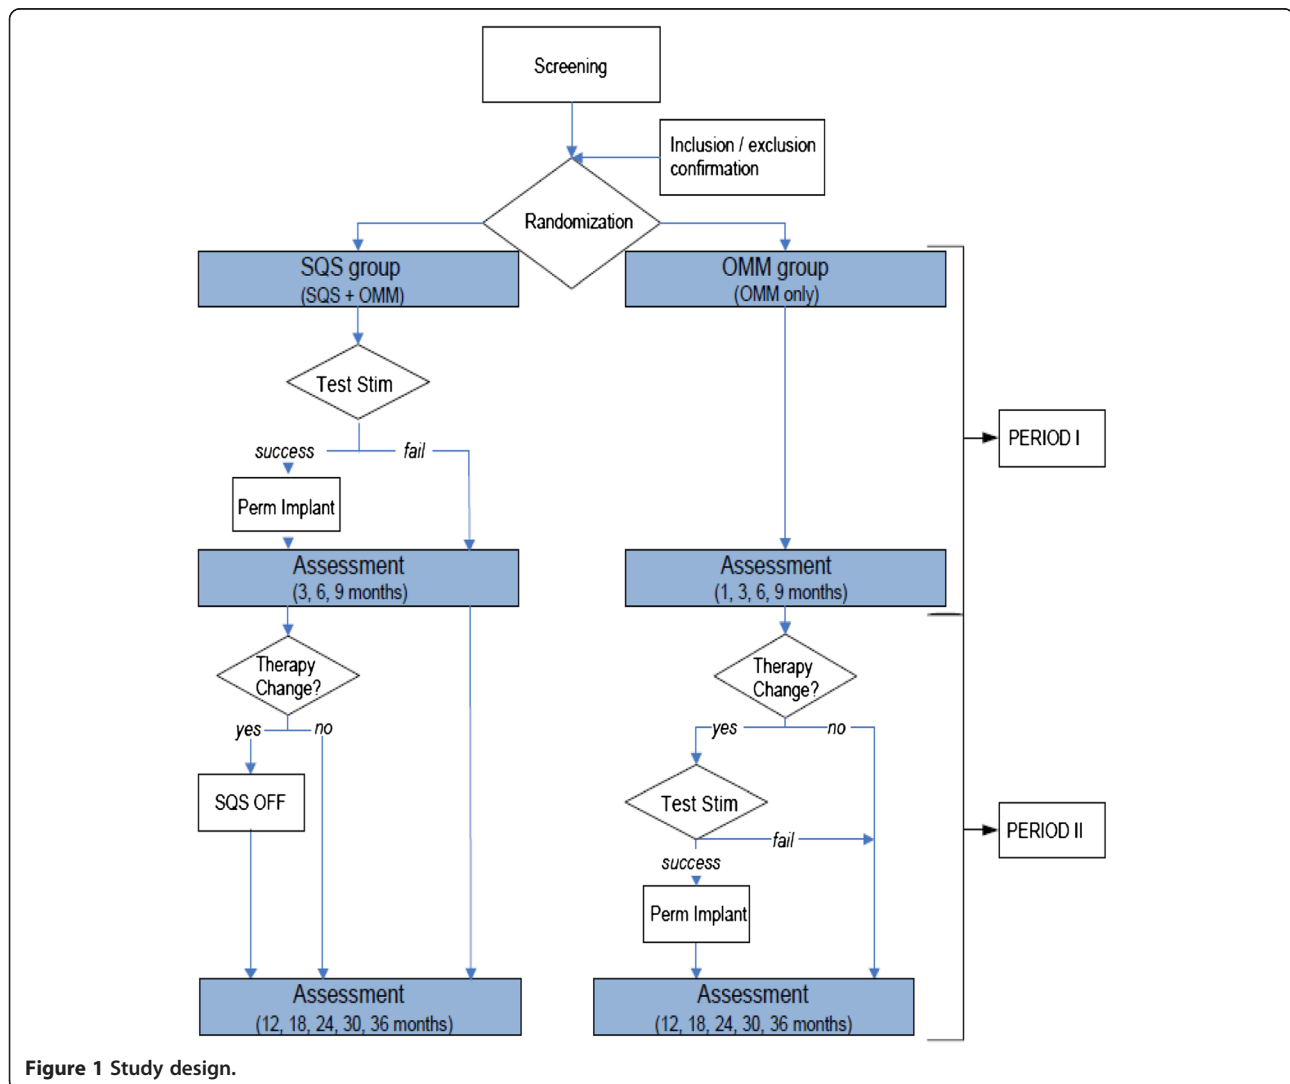 Screening
Inclusion / exclusion
confirmation
Randomization
SQS group
(SQS + OMM)
OMM group
(OMM only)
Test Stim
success
fail
PERIOD I
Perm Implant
Assessment
(3, 6, 9 months)
Assessment
(1, 3, 6, 9 months)
Therapy
Change?
Therapy
Change?
yes
no
yes
no
SQS OFF
Test Stim
PERIOD II
fail
success
Perm Implant
Assessment
(12, 18, 24, 30, 36 months)
Assessment
(12, 18, 24, 30, 36 months)
Figure 1 Study design.